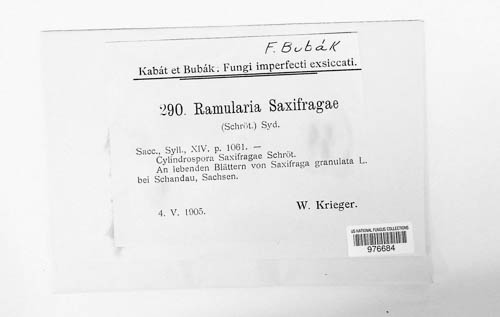 F. Bubák
Kabát et Bubák: Fungi imperfecti exsiccati.
290. Ramularia Saxifragae
(Schröt.) Syd.
Sacc., Syll., XIV. p. 1061. —
Cylindrospora Saxifragae Schröt.
An lebenden Blättern von Saxifraga granulata L.
bei Schandau, Sachsen.
4. V. 1905.
W. Krieger.
US NATIONAL FUNGUS COLLECTIONS
976684